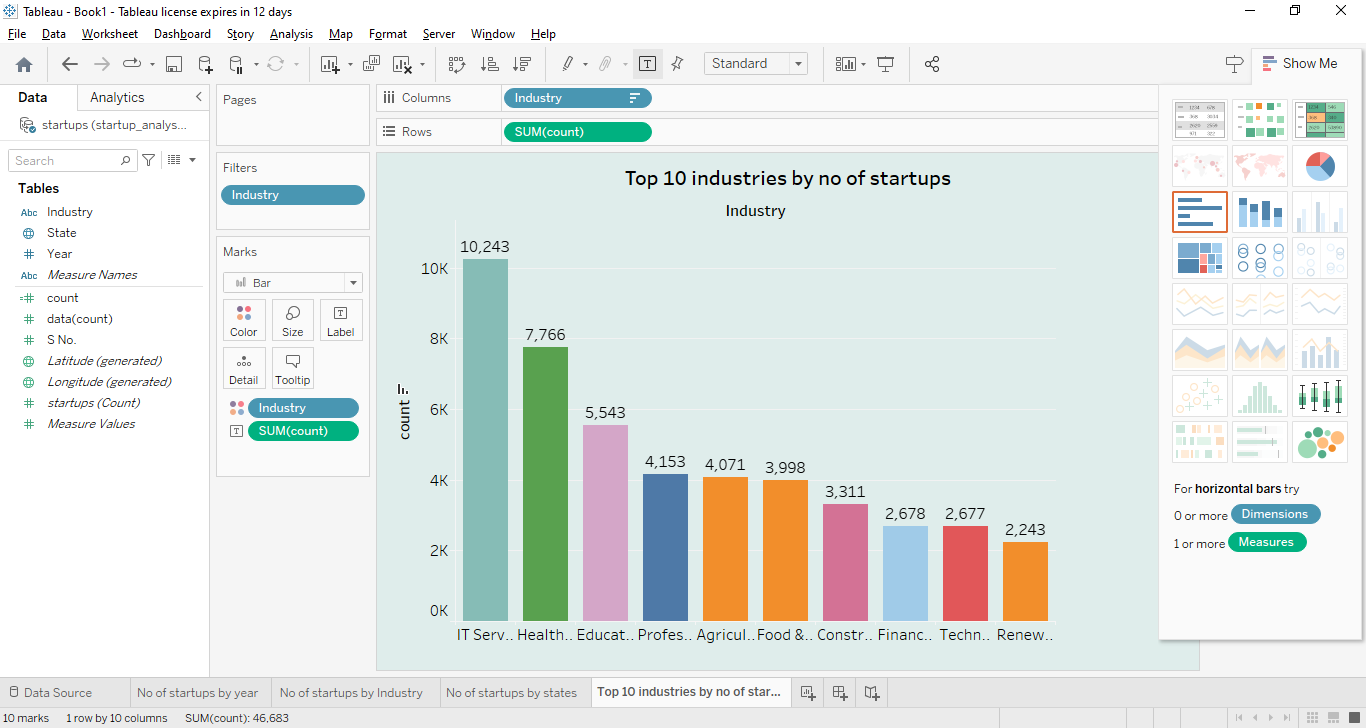 Tableau - Book1 - Tableau license expires in 12 days
File Data Worksheet Dashboard Story Analysis Map Format Server Window Help
Standard
Show Me
Data Analytics
startups (startup_analys...
Search
Tables
Abc Industry
State
Year
Abc Measure Names
count
data(count)
S No.
Latitude (generated)
Longitude (generated)
startups (Count)
Measure Values
Pages
Filters
Industry
Marks
Bar
Color Size Label
Detail Tooltip
Industry
SUM(count)
Columns Industry
Rows SUM(count)
Top 10 industries by no of startups
Industry
count
10K
8K
6K
4K
2K
0K
10,243
7,766
5,543
4,153
4,071
3,998
3,311
2,678
2,677
2,243
IT Serv.. Health.. Educat.. Profes.. Agricul.. Food &.. Constr.. Financ.. Techn.. Renew..
For horizontal bars try
0 or more Dimensions
1 or more Measures
Data Source No of startups by year No of startups by Industry No of startups by states Top 10 industries by no of star...
10 marks 1 row by 10 columns SUM(count): 46,683